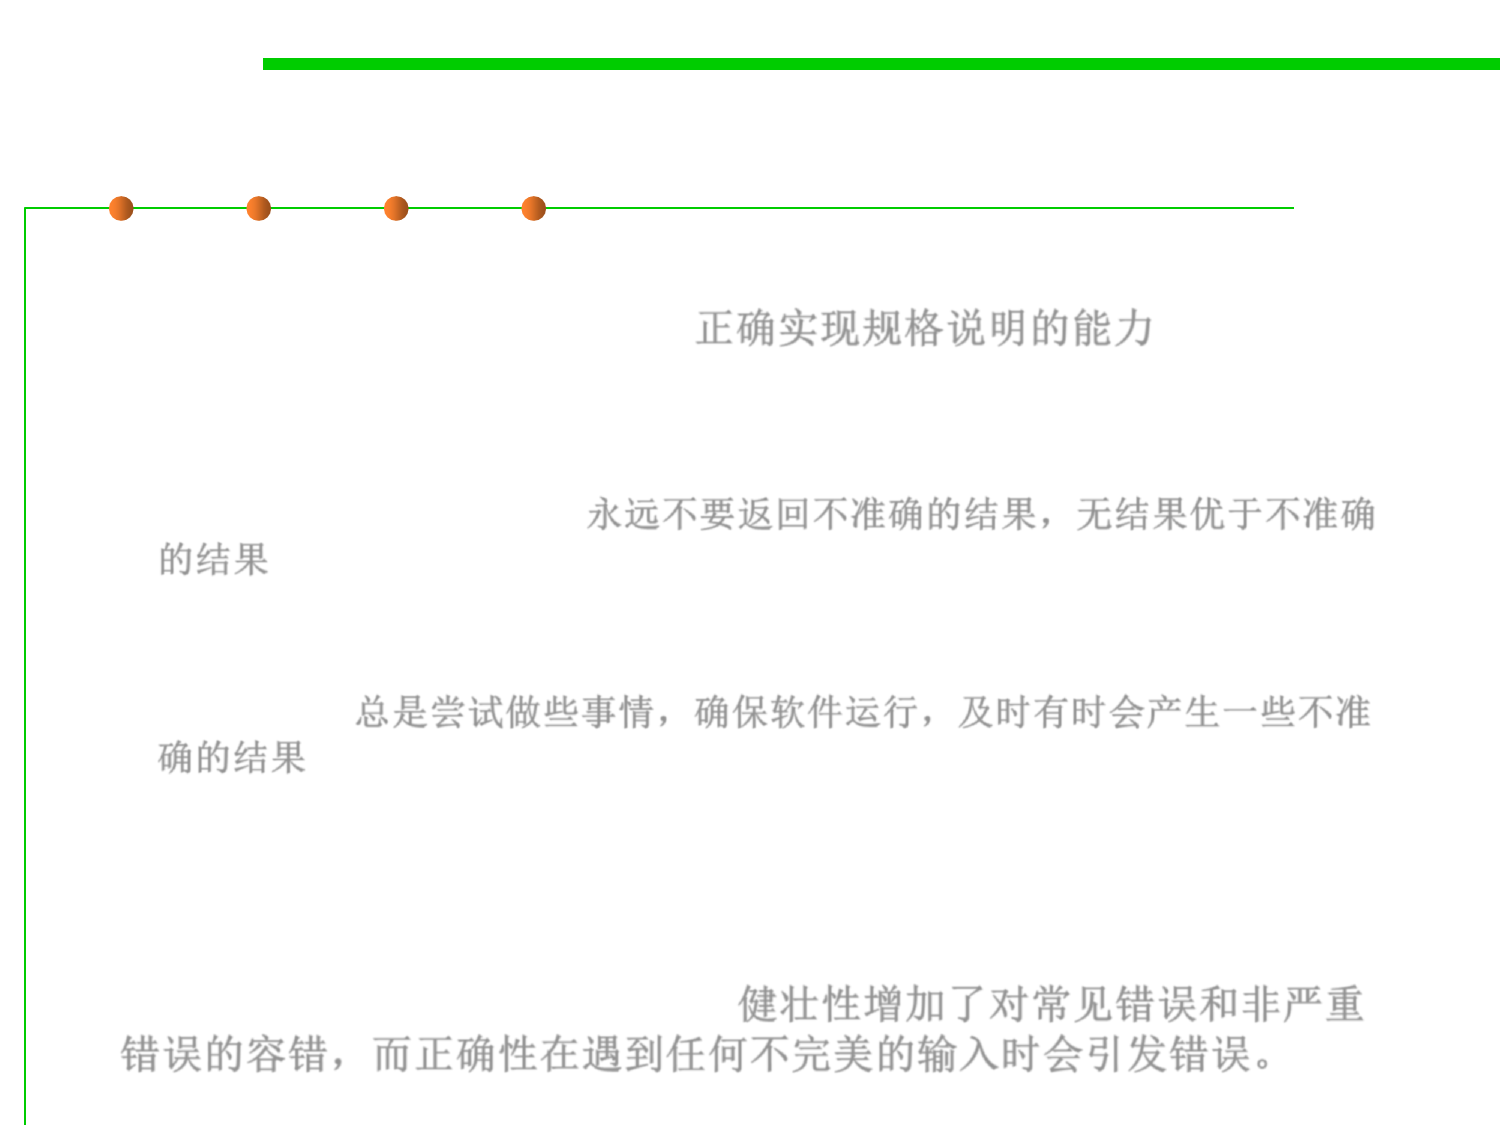 正确实现规格说明的能力
永远不要返回不准确的结果，无结果优于不准确
的结果
总是尝试做些事情，确保软件运行，及时有时会产生一些不准
确的结果
健壮性增加了对常见错误和非严重
错误的容错，而正确性在遇到任何不完美的输入时会引发错误。